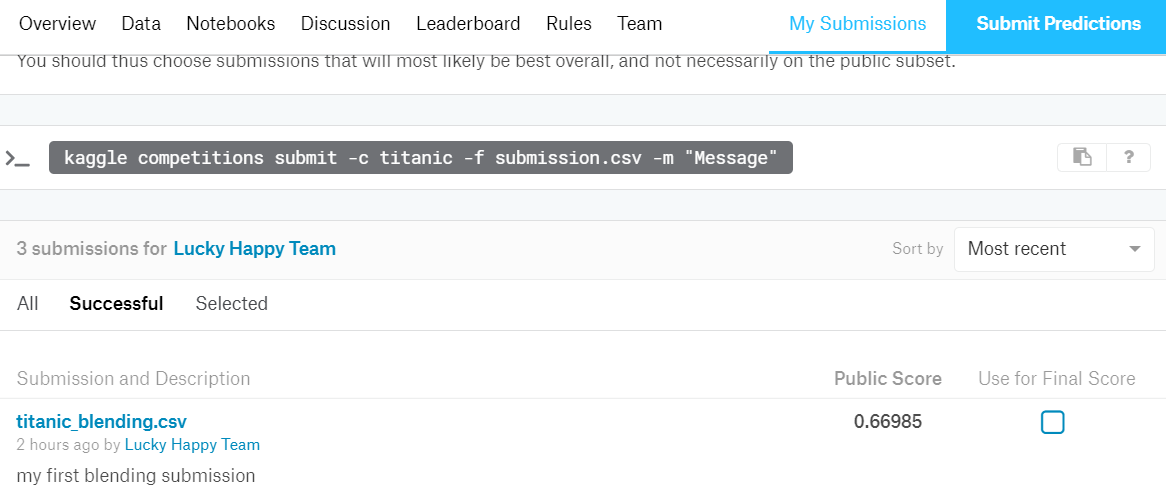 Overview Data Notebooks Discussion Leaderboard Rules Team My Submissions Submit Predictions
You should thus choose submissions that will most likely be best overall, and not necessarily on the public subset.
>_ kaggle competitions submit -c titanic -f submission.csv -m "Message" ?
3 submissions for Lucky Happy Team Sort by Most recent
All Successful Selected
Submission and Description Public Score Use for Final Score
titanic_blending.csv 0.66985
2 hours ago by Lucky Happy Team
my first blending submission